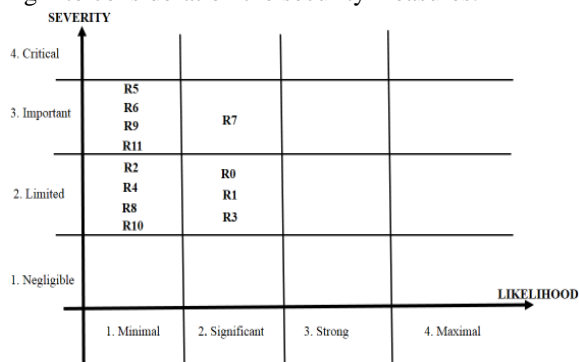 SEVERITY
4. Critical
3. Important
R5
R6
R9
R11
R7
2. Limited
R2
R4
R8
R10
R0
R1
R3
1. Negligible
LIKELIHOOD
1. Minimal
2. Significant
3. Strong
4. Maximal